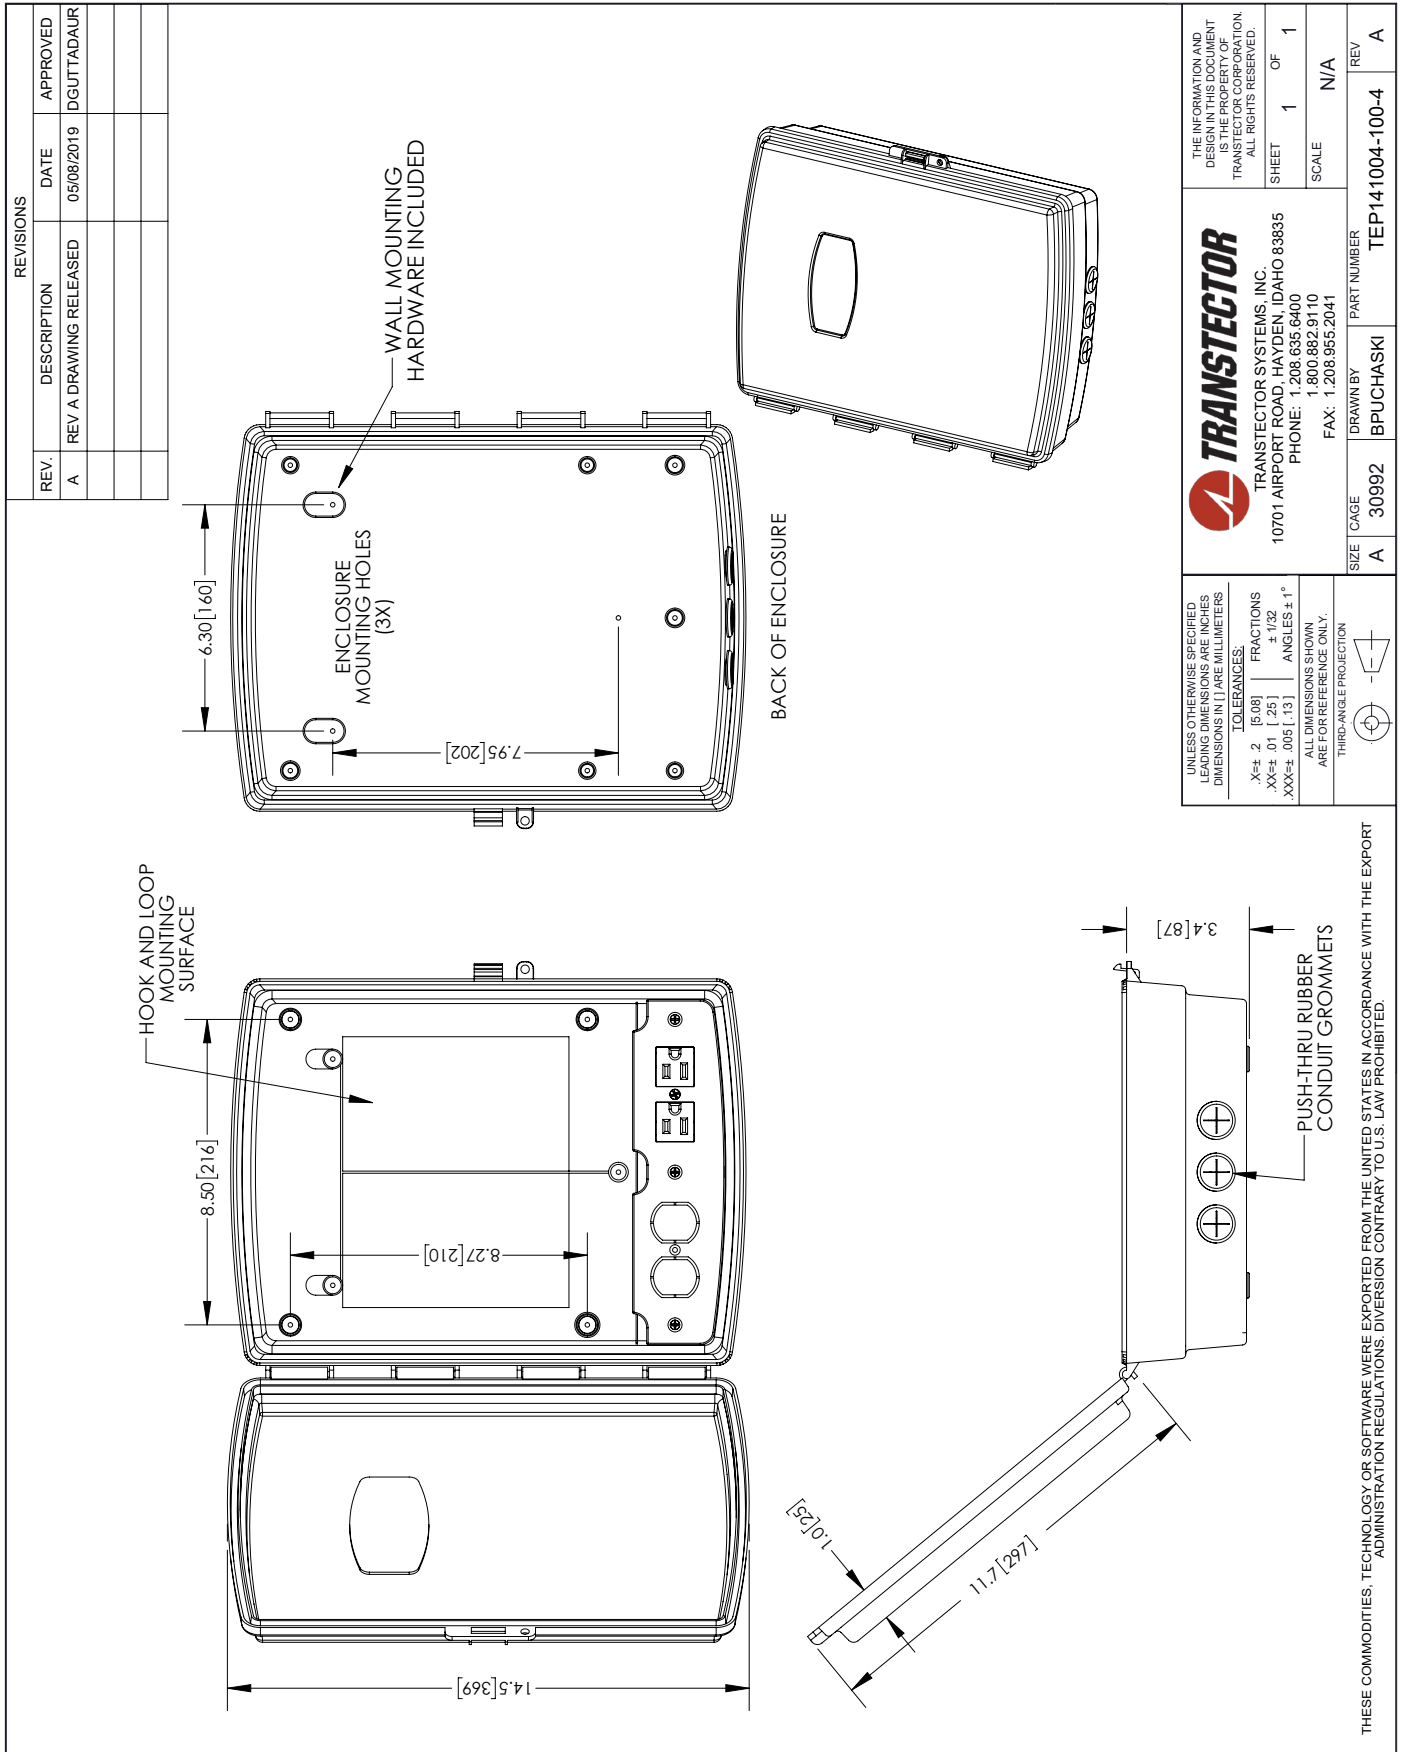 REVISIONS
REV. DESCRIPTION DATE APPROVED
A REV A DRAWING RELEASED 05/08/2019 DGUTTADAUR
HOOK AND LOOP
MOUNTING
SURFACE
8.50 [216]
8.27 [210]
14.5 [369]
6.30 [160]
ENCLOSURE
MOUNTING HOLES
(3X)
7.95 [202]
WALL MOUNTING
HARDWARE INCLUDED
BACK OF ENCLOSURE
1.0 [25]
11.7 [297]
3.4 [87]
PUSH-THRU RUBBER
CONDUIT GROMMETS
THESE COMMODITIES, TECHNOLOGY OR SOFTWARE WERE EXPORTED FROM THE UNITED STATES IN ACCORDANCE WITH THE EXPORT
ADMINISTRATION REGULATIONS. DIVERSION CONTRARY TO U.S. LAW PROHIBITED.
UNLESS OTHERWISE SPECIFIED
LEADING DIMENSIONS ARE INCHES
DIMENSIONS IN [ ] ARE MILLIMETERS
TOLERANCES:
.X=± .2 [5.08] FRACTIONS
.XX=± .01 [ .25 ] ± 1/32
.XXX=± .005 [ .13 ] ANGLES ± 1°
ALL DIMENSIONS SHOWN
ARE FOR REFERENCE ONLY.
THIRD-ANGLE PROJECTION
TRANSTECTOR
TRANSTECTOR SYSTEMS, INC.
10701 AIRPORT ROAD, HAYDEN, IDAHO 83835
PHONE: 1.208.635.6400
1.800.882.9110
FAX: 1.208.955.2041
THE INFORMATION AND
DESIGN IN THIS DOCUMENT
IS THE PROPERTY OF
TRANSTECTOR CORPORATION.
ALL RIGHTS RESERVED.
SHEET 1 OF 1
SCALE N/A
SIZE CAGE DRAWN BY PART NUMBER REV
A 30992 BPUCHASKI TEP141004-100-4 A